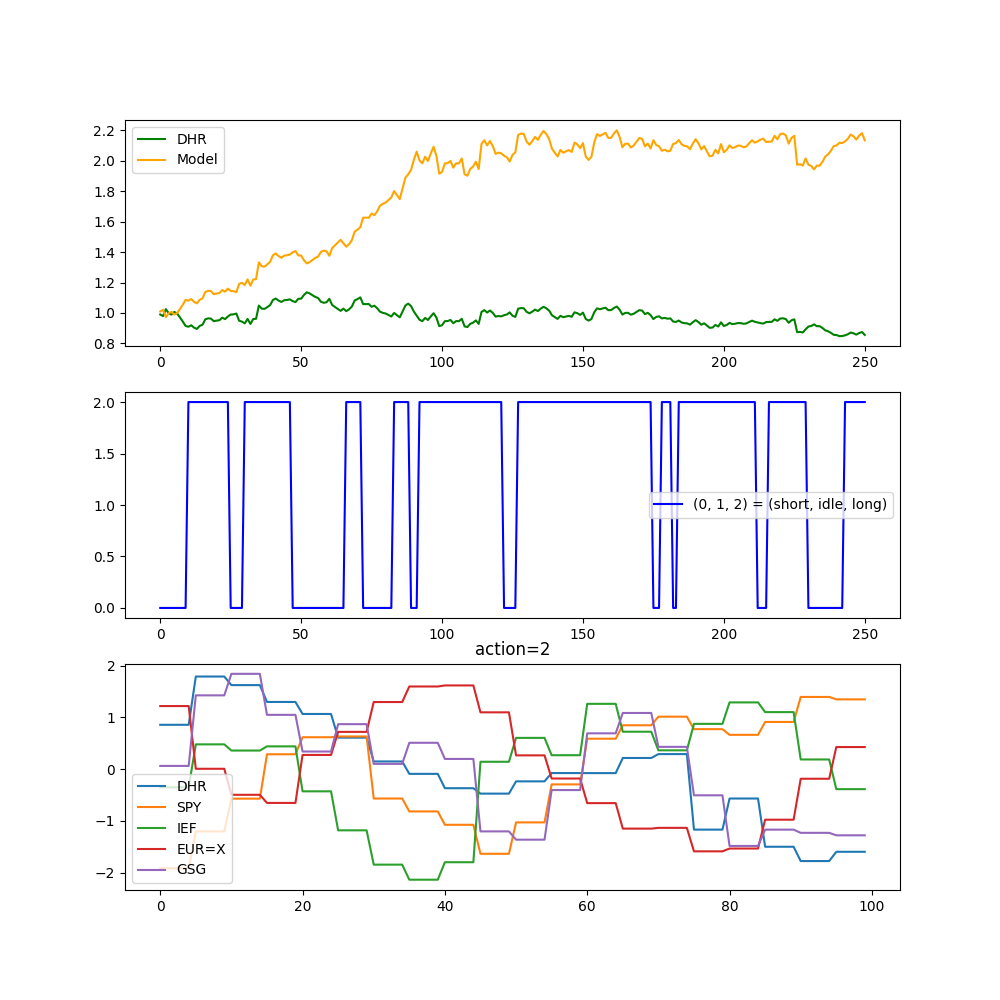 2.2
2.0
1.8
1.6
1.4
1.2
1.0
0.8
DHR
Model
0 50 100 150 200 250
2.0
1.5
1.0
0.5
0.0
(0, 1, 2) = (short, idle, long)
0 50 100 150 200 250
action=2
2
1
0
−1
−2
DHR
SPY
IEF
EUR=X
GSG
0 20 40 60 80 100